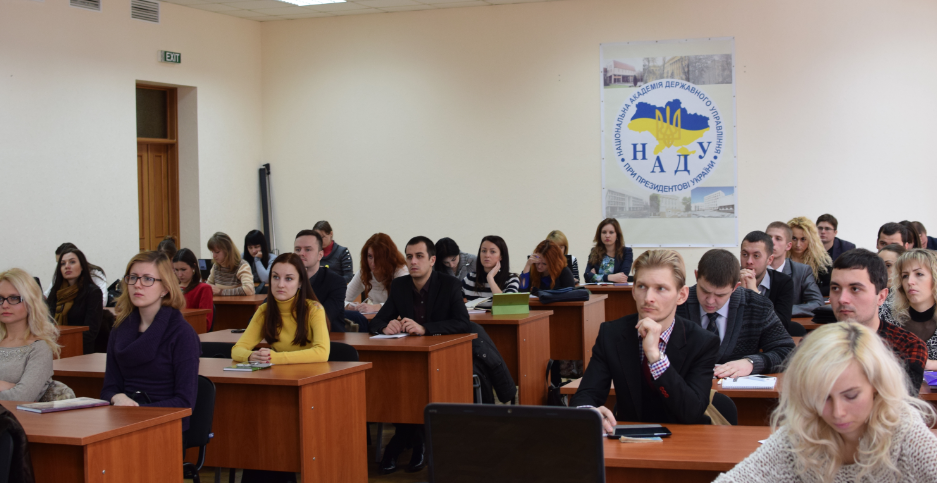 EXIT
НАЦІОНАЛЬНА АКАДЕМІЯ ДЕРЖАВНОГО УПРАВЛІННЯ
НАДУ
ПРИ ПРЕЗИДЕНТОВІ УКРАЇНИ